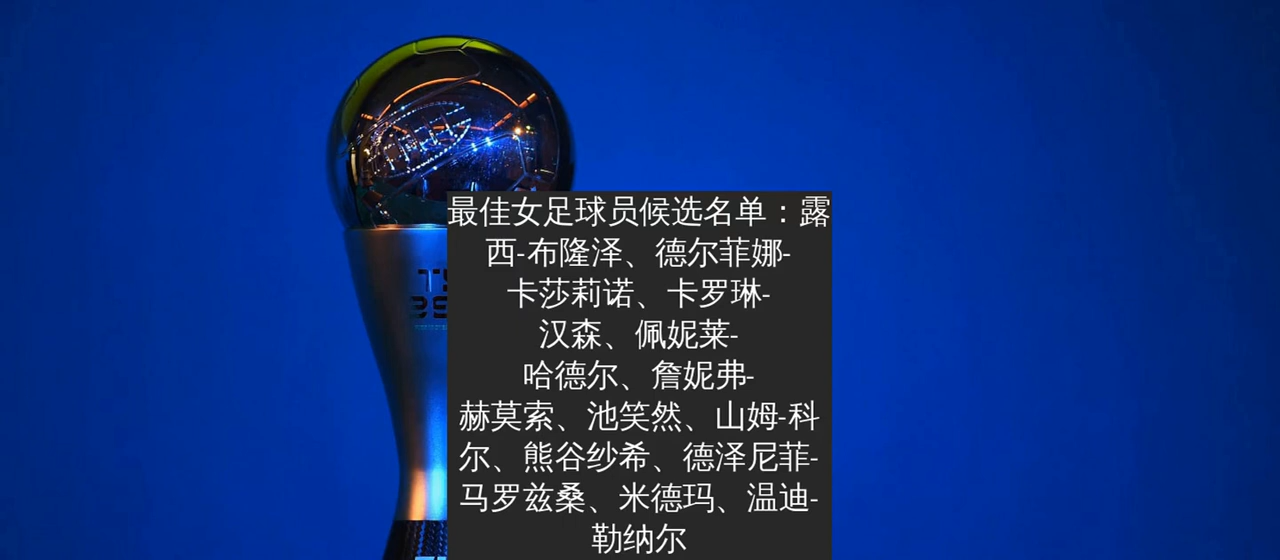 最佳女足球员候选名单：露
西-布隆泽、德尔菲娜-
卡莎莉诺、卡罗琳-
汉森、佩妮莱-
哈德尔、詹妮弗-
赫莫索、池笑然、山姆-科
尔、熊谷纱希、德泽尼菲-
马罗兹桑、米德玛、温迪-
勒纳尔